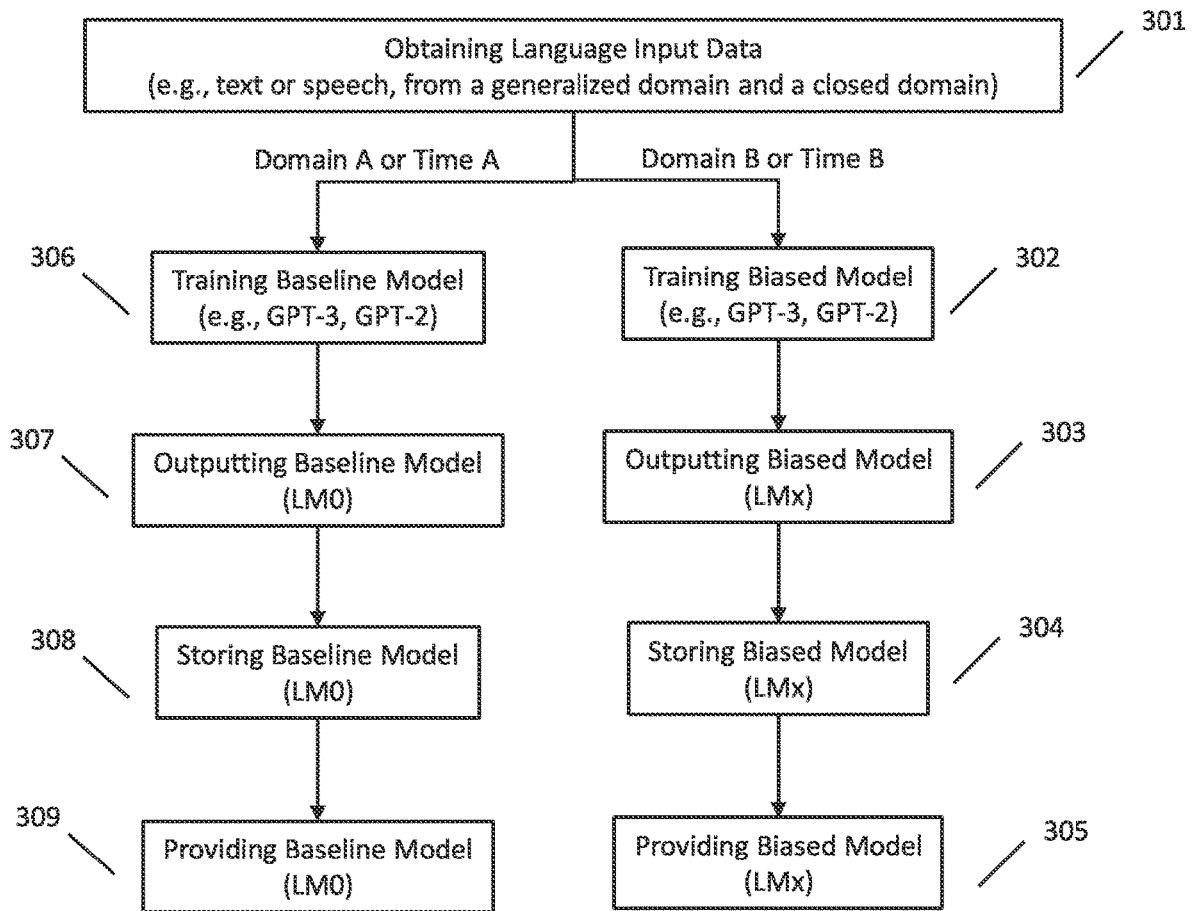 301
Obtaining Language Input Data
(e.g., text or speech, from a generalized domain and a closed domain)
Domain A or Time A
Domain B or Time B
306
Training Baseline Model
(e.g., GPT-3, GPT-2)
302
Training Biased Model
(e.g., GPT-3, GPT-2)
307
Outputting Baseline Model
(LM0)
303
Outputting Biased Model
(LMx)
308
Storing Baseline Model
(LM0)
304
Storing Biased Model
(LMx)
309
Providing Baseline Model
(LM0)
305
Providing Biased Model
(LMx)